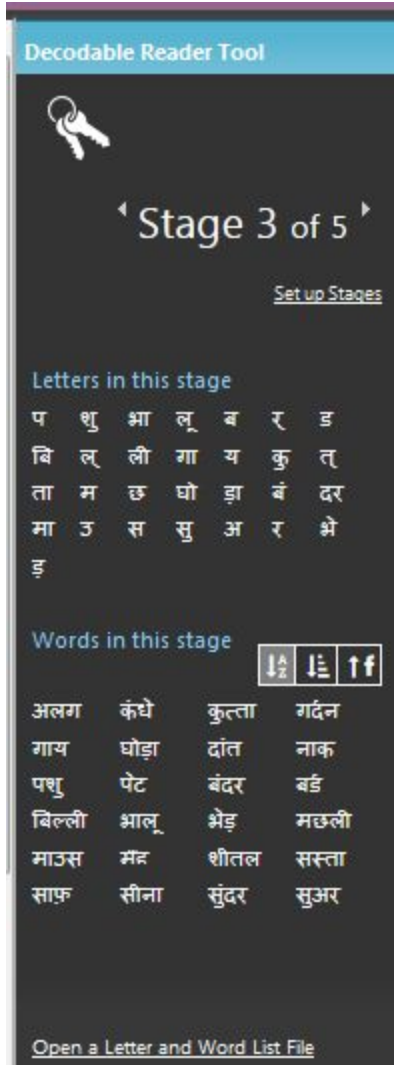 Decodable Reader Tool
Stage 3 of 5
Set up Stages
Letters in this stage
प शु भा लू ब र् ड
बि ल् ली गा य कु त्
ता म छ घो ड़ा बं दर
मा उ स सु अ र भे
ड़
Words in this stage
अलग कंधे कुत्ता गर्दन
गाय घोड़ा दांत नाक
पशु पेट बंदर बर्ड
बिल्ली भालू भेड़ मछली
माउस शीतल सस्ता
साफ़ सीना सुंदर सुअर
Open a Letter and Word List File